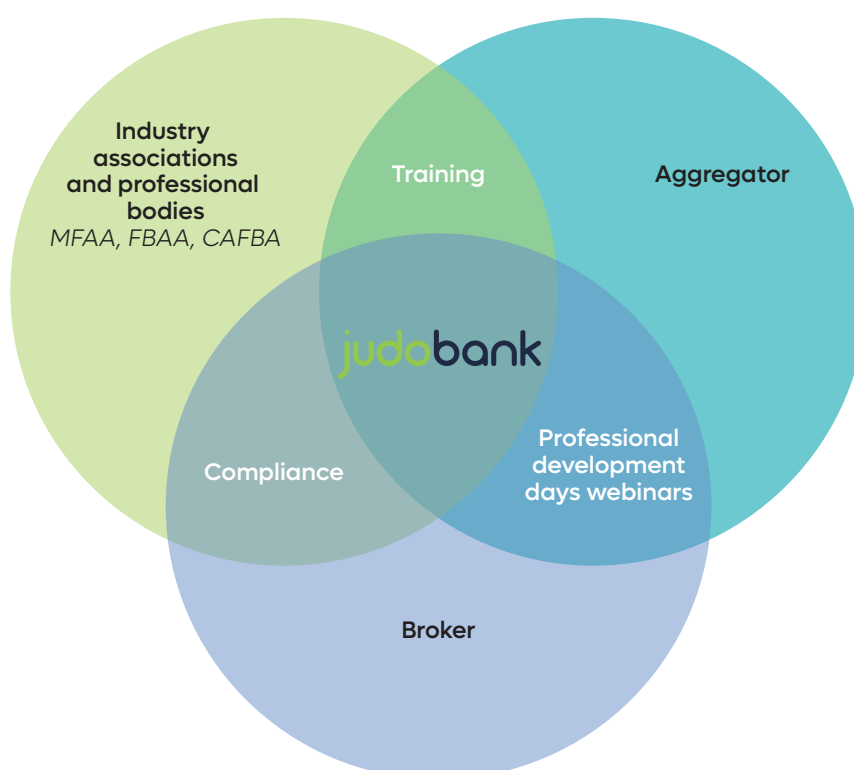 Industry
associations
and professional
bodies
MFAA, FBAA, CAFBA
Training
Aggregator
judobank
Compliance
Professional
development
days webinars
Broker